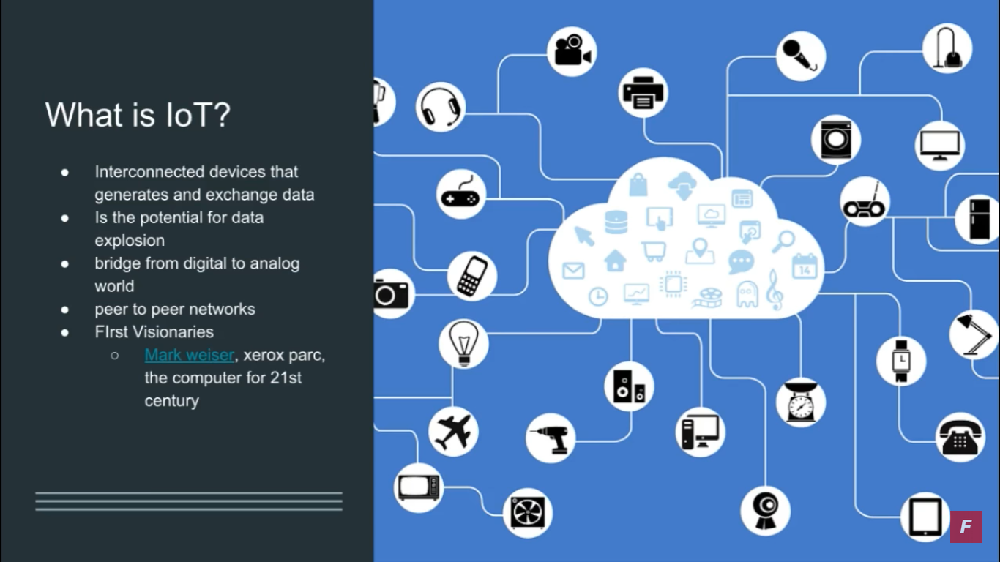 What is IoT?
● Interconnected devices that
generates and exchange data
● Is the potential for data
explosion
● bridge from digital to analog
world
● peer to peer networks
● FIrst Visionaries
○ Mark weiser, xerox parc,
the computer for 21st
century
14
F